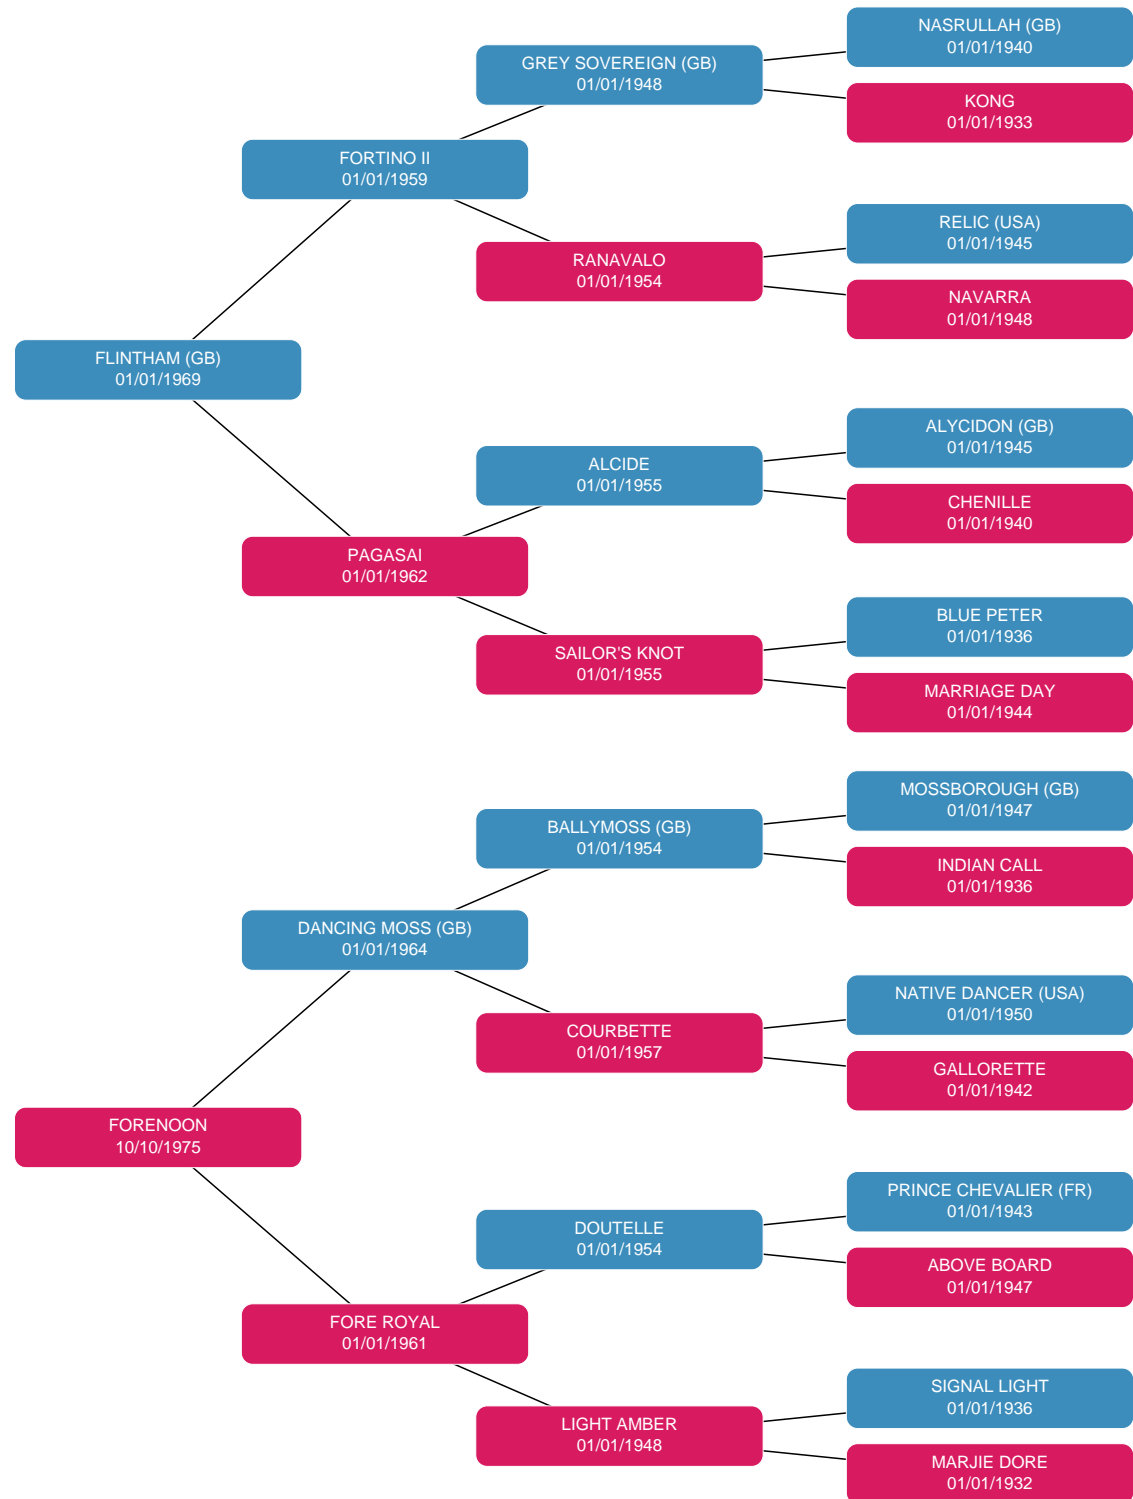 NASRULLAH (GB)
01/01/1940
GREY SOVEREIGN (GB)
01/01/1948
KONG
01/01/1933
FORTINO II
01/01/1959
RELIC (USA)
01/01/1945
RANAVALO
01/01/1954
NAVARRA
01/01/1948
FLINTHAM (GB)
01/01/1969
ALYCIDON (GB)
01/01/1945
ALCIDE
01/01/1955
CHENILLE
01/01/1940
PAGASAI
01/01/1962
BLUE PETER
01/01/1936
SAILOR'S KNOT
01/01/1955
MARRIAGE DAY
01/01/1944
MOSSBOROUGH (GB)
01/01/1947
BALLYMOSS (GB)
01/01/1954
INDIAN CALL
01/01/1936
DANCING MOSS (GB)
01/01/1964
NATIVE DANCER (USA)
01/01/1950
COURBETTE
01/01/1957
GALLORETTE
01/01/1942
FORENOON
10/10/1975
PRINCE CHEVALIER (FR)
01/01/1943
DOUTELLE
01/01/1954
ABOVE BOARD
01/01/1947
FORE ROYAL
01/01/1961
SIGNAL LIGHT
01/01/1936
LIGHT AMBER
01/01/1948
MARJIE DORE
01/01/1932